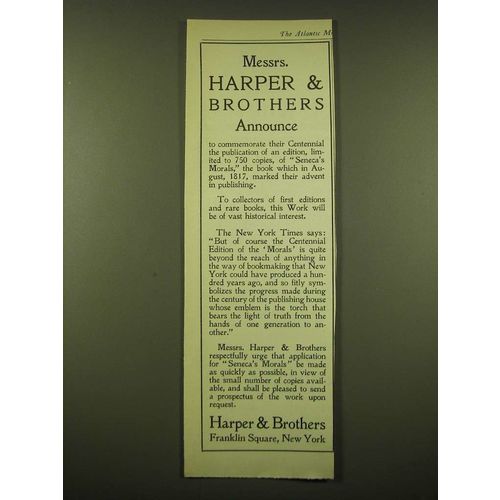 The Atlantic M
Messrs.
HARPER &
BROTHERS
Announce
to commemorate their Centennial
the publication of an edition, lim-
ited to 750 copies, of "Seneca's
Morals," the book which in Au-
gust, 1817, marked their advent
in publishing.
To collectors of first editions
and rare books, this Work will
be of vast historical interest.
The New York Times says:
"But of course the Centennial
Edition of the 'Morals' is quite
beyond the reach of anything in
the way of bookmaking that New
York could have produced a hun-
dred years ago, and so fitly sym-
bolizes the progress made during
the century of the publishing house
whose emblem is the torch that
bears the light of truth from the
hands of one generation to an-
other."
Messrs. Harper & Brothers
respectfully urge that application
for "Seneca's Morals" be made
as quickly as possible, in view of
the small number of copies avail-
able, and shall be pleased to send
a prospectus of the work upon
request.
Harper & Brothers
Franklin Square, New York